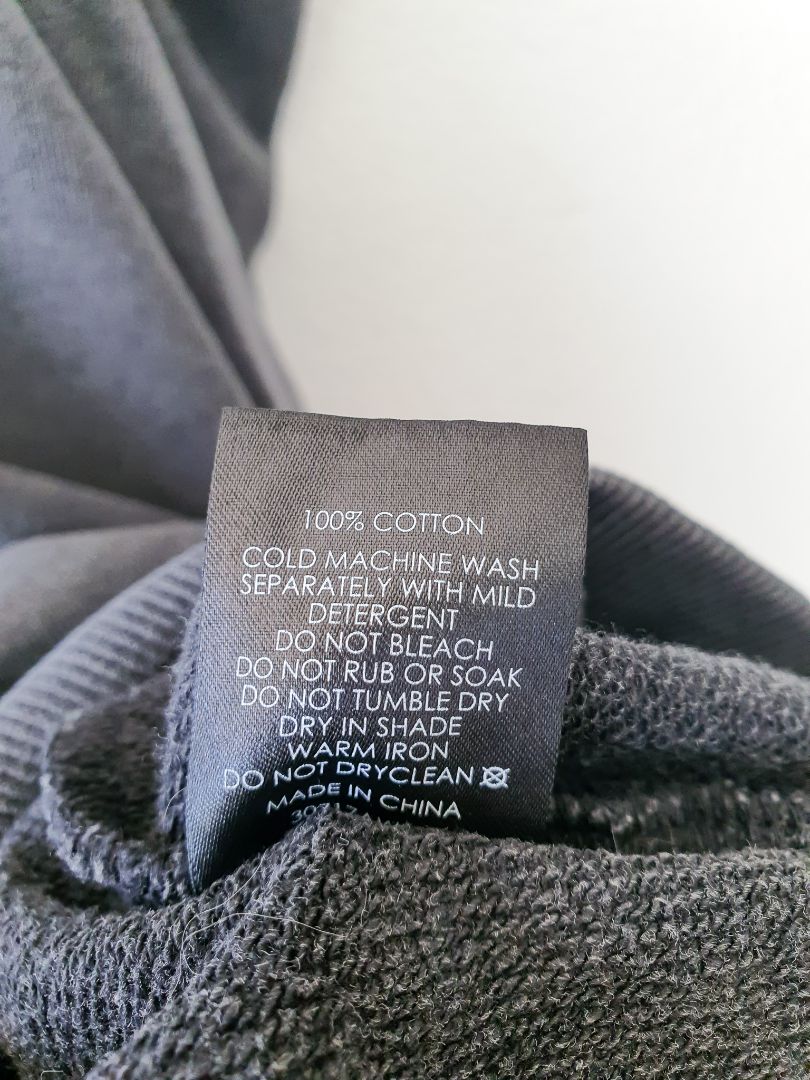 100% COTTON
COLD MACHINE WASH
SEPARATELY WITH MILD
DETERGENT
DO NOT BLEACH
DO NOT RUB OR SOAK
DO NOT TUMBLE DRY
DRY IN SHADE
WARM IRON
DO NOT DRYCLEAN
MADE IN CHINA